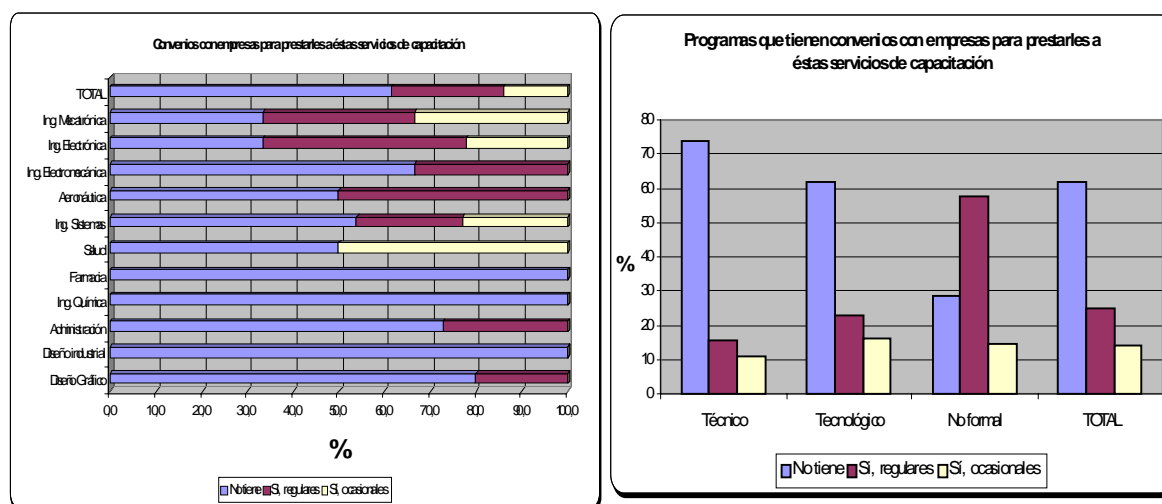 Convenios con empresas para prestarles a éstas servicios de capacitación
TOTAL
Ing. Mecatrónica
Ing. Electrónica
Ing. Electromecánica
Aeronáutica
Ing. Sistemas
Salud
Farmacia
Ing. Química
Administración
Diseño industrial
Diseño Gráfico
0,0 10,0 20,0 30,0 40,0 50,0 60,0 70,0 80,0 90,0 100,0
%
No tiene Sí, regulares Sí, ocasionales
Programas que tienen convenios con empresas para prestarles a
éstas servicios de capacitación
80
70
60
50
%
40
30
20
10
0
Técnico Tecnológico No formal TOTAL
No tiene Sí, regulares Sí, ocasionales